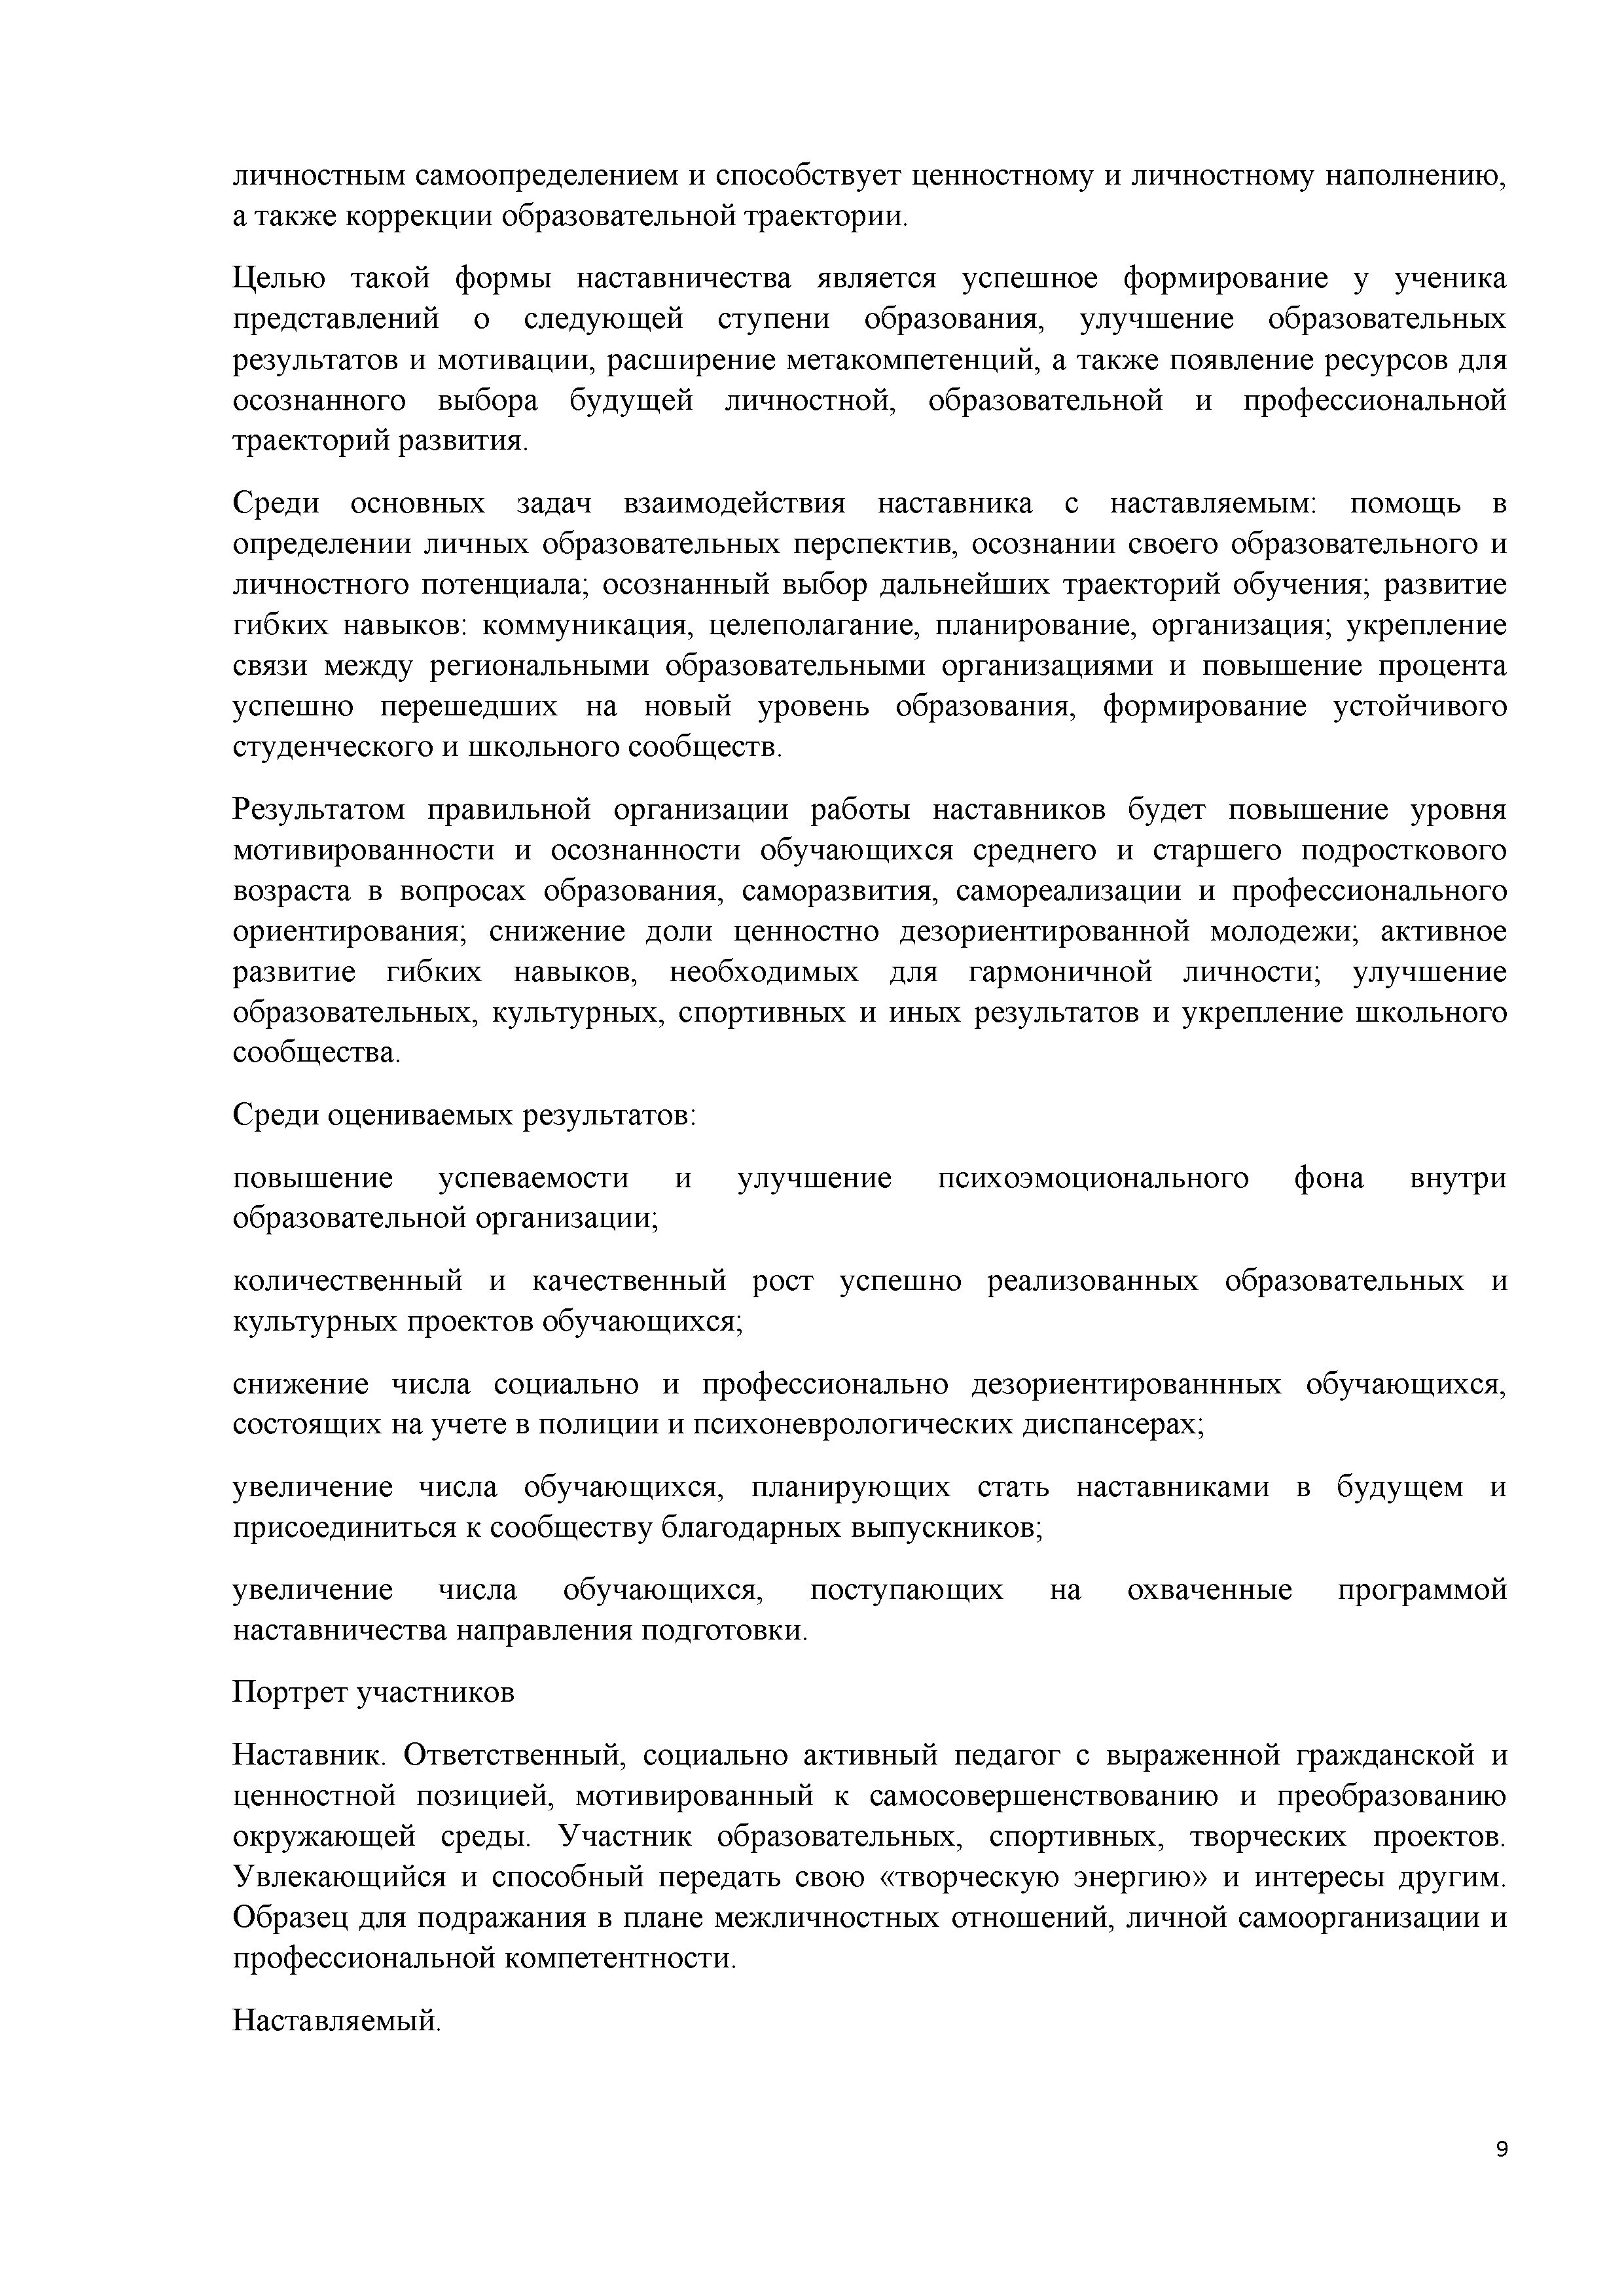 личностным самоопределением и способствует ценностному и личностному наполнению,
а также коррекции образовательной траектории.
Целью такой формы наставничества является успешное формирование у ученика
представлений о следующей ступени образования, улучшение образовательных
результатов и мотивации, расширение метакомпетенций, а также появление ресурсов для
осознанного выбора будущей личностной, образовательной и профессиональной
траекторий развития.
Среди основных задач взаимодействия наставника с наставляемым: помощь в
определении личных образовательных перспектив, осознании своего образовательного и
личностного потенциала; осознанный выбор дальнейших траекторий обучения; развитие
гибких навыков: коммуникация, целеполагание, планирование, организация; укрепление
связи между региональными образовательными организациями и повышение процента
успешно перешедших на новый уровень образования, формирование устойчивого
студенческого и школьного сообществ.
Результатом правильной организации работы наставников будет повышение уровня
мотивированности и осознанности обучающихся среднего и старшего подросткового
возраста в вопросах образования, саморазвития, самореализации и профессионального
ориентирования; снижение доли ценностно дезориентированной молодежи; активное
развитие гибких навыков, необходимых для гармоничной личности; улучшение
образовательных, культурных, спортивных и иных результатов и укрепление школьного
сообщества.
Среди оцениваемых результатов:
повышение успеваемости и улучшение психоэмоционального фона внутри
образовательной организации;
количественный и качественный рост успешно реализованных образовательных и
культурных проектов обучающихся;
снижение числа социально и профессионально дезориентированнных обучающихся,
состоящих на учете в полиции и психоневрологических диспансерах;
увеличение числа обучающихся, планирующих стать наставниками в будущем и
присоединиться к сообществу благодарных выпускников;
увеличение числа обучающихся, поступающих на охваченные программой
наставничества направления подготовки.
Портрет участников
Наставник. Ответственный, социально активный педагог с выраженной гражданской и
ценностной позицией, мотивированный к самосовершенствованию и преобразованию
окружающей среды. Участник образовательных, спортивных, творческих проектов.
Увлекающийся и способный передать свою «творческую энергию» и интересы другим.
Образец для подражания в плане межличностных отношений, личной самоорганизации и
профессиональной компетентности.
Наставляемый.
9